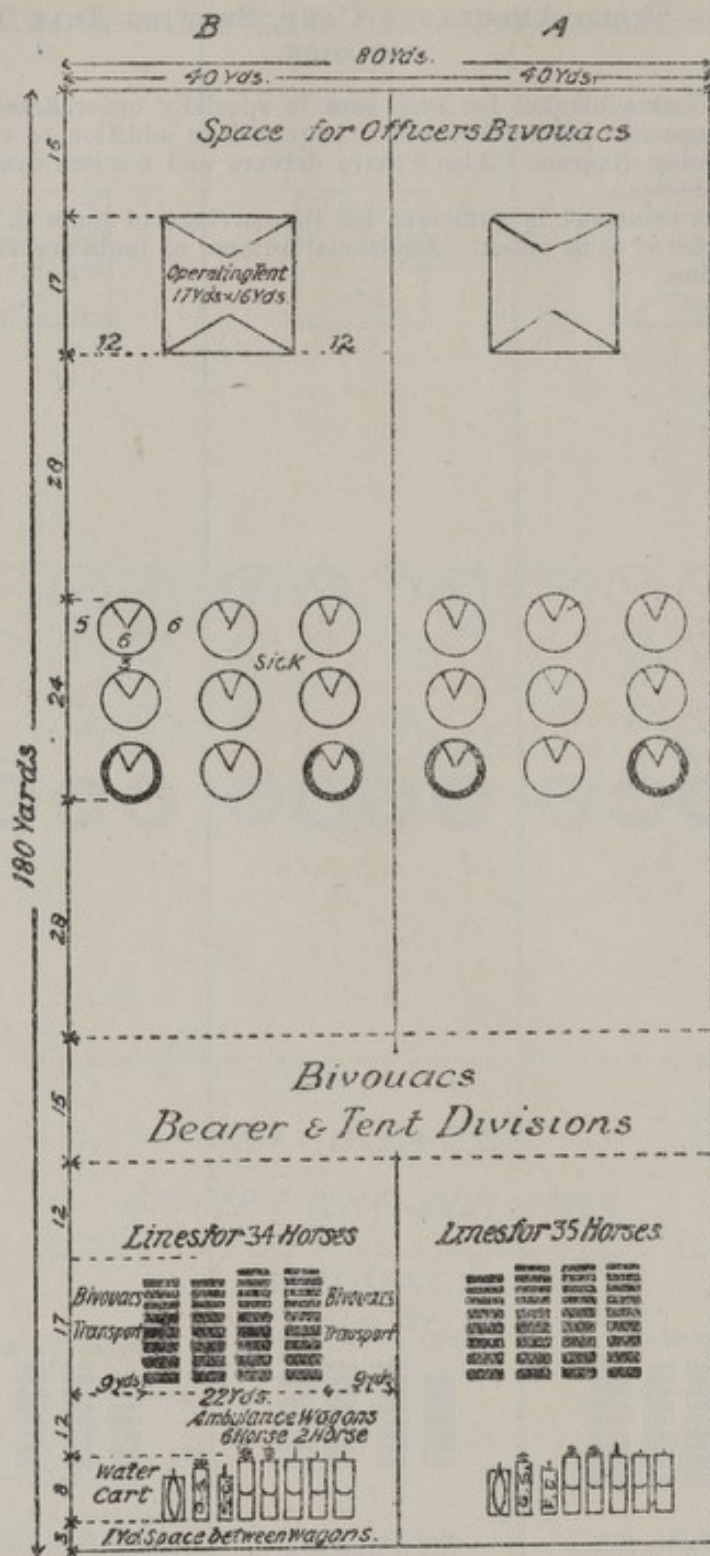 B A
80 Yds.
40 Yds. 40 Yds.
16
Space for Officers Bivouacs
Operating Tent
17 Yds × 16 Yds
17
12 12
28
5 6 6
3
Sick
24
180 Yards
28
Bivouacs
Bearer & Tent Divisions
15
12
Lines for 34 Horses Lines for 35 Horses
Bivouacs Bivouacs
Transport Transport
17
9 yds 9 yds
22 Yds.
Ambulance Wagons
6 Horse 2 Horse
12
Water
Cart
8
1 Yd Space between Wagons.
3